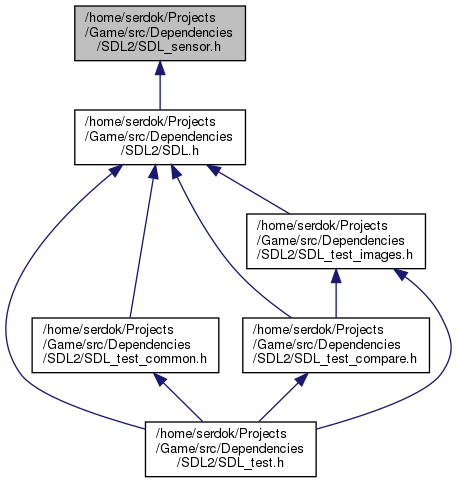 /home/serdok/Projects
/Game/src/Dependencies
/SDL2/SDL_sensor.h
/home/serdok/Projects
/Game/src/Dependencies
/SDL2/SDL.h
/home/serdok/Projects
/Game/src/Dependencies
/SDL2/SDL_test_images.h
/home/serdok/Projects
/Game/src/Dependencies
/SDL2/SDL_test_common.h
/home/serdok/Projects
/Game/src/Dependencies
/SDL2/SDL_test_compare.h
/home/serdok/Projects
/Game/src/Dependencies
/SDL2/SDL_test.h